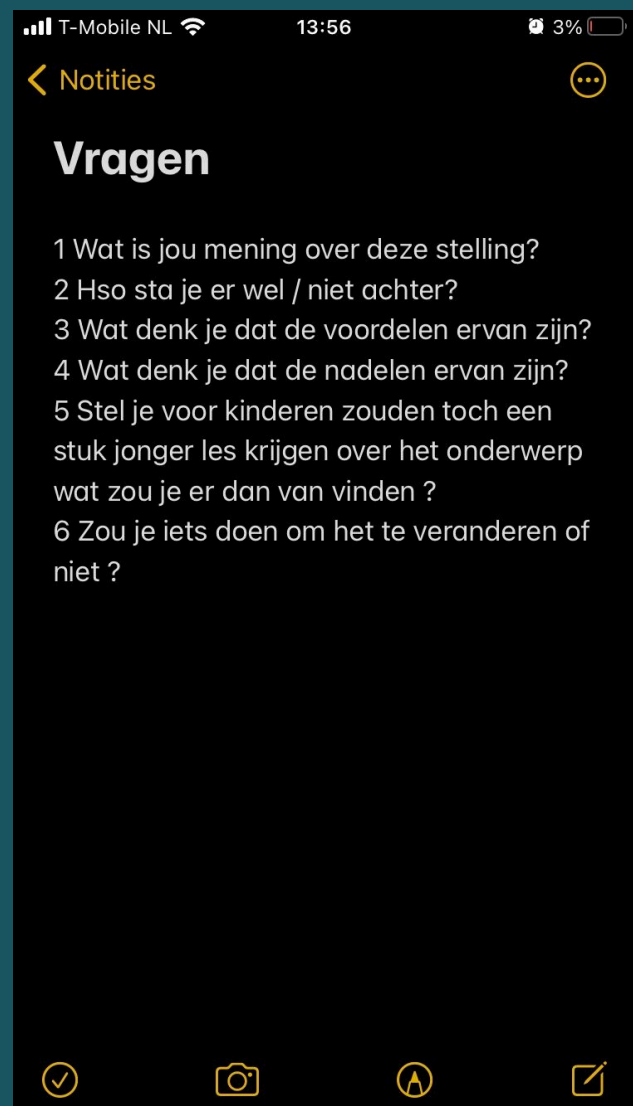 T-Mobile NL 13:56 3%
Notities
Vragen
1 Wat is jou mening over deze stelling?
2 Hso sta je er wel / niet achter?
3 Wat denk je dat de voordelen ervan zijn?
4 Wat denk je dat de nadelen ervan zijn?
5 Stel je voor kinderen zouden toch een
stuk jonger les krijgen over het onderwerp
wat zou je er dan van vinden ?
6 Zou je iets doen om het te veranderen of
niet ?